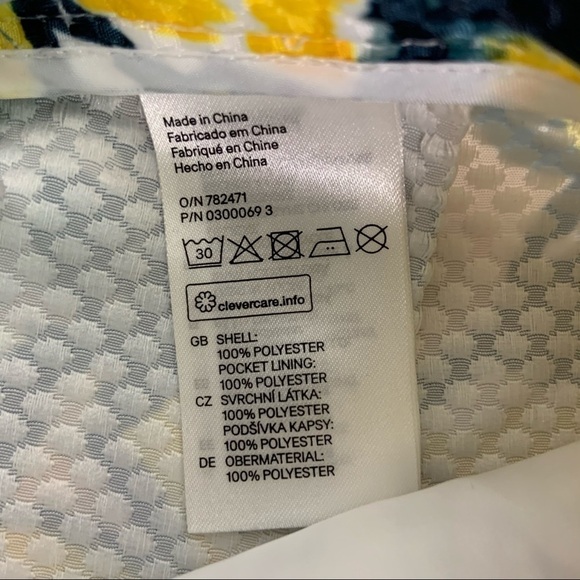 Made in China
Fabricado em China
Fabriqué en Chine
Hecho en China
O/N 782471
P/N 0300069 3
30
clevercare.info
GB SHELL:
100% POLYESTER
POCKET LINING:
100% POLYESTER
CZ SVRCHNÍ LÁTKA:
100% POLYESTER
PODŠÍVKA KAPSY:
100% POLYESTER
DE OBERMATERIAL:
100% POLYESTER